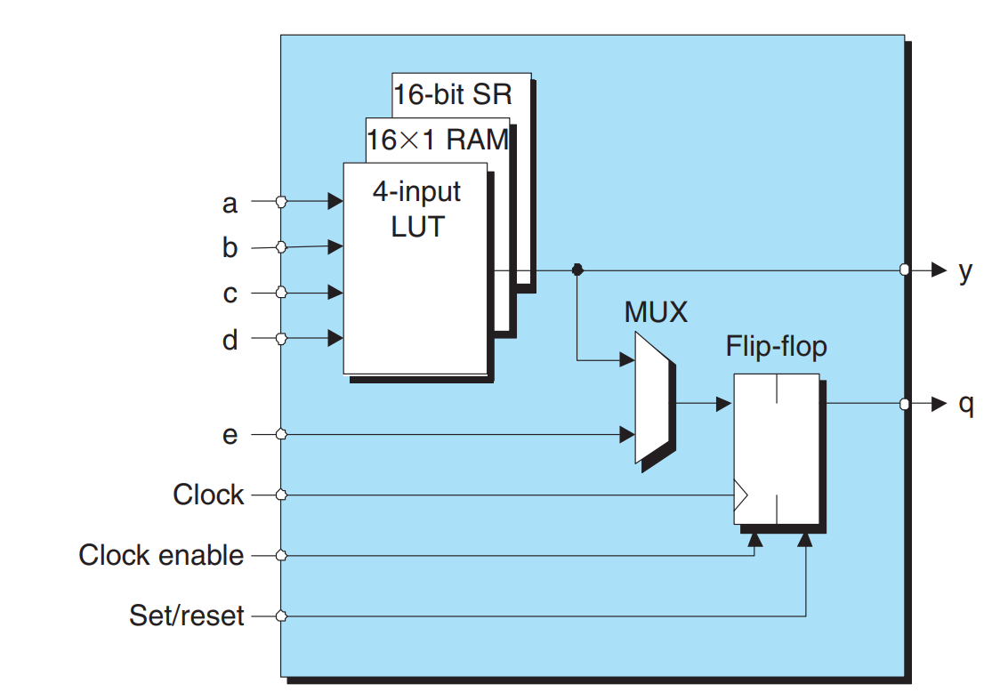 16-bit SR
16×1 RAM
4-input
LUT
a
b
c
d
y
MUX
Flip-flop
q
e
Clock
Clock enable
Set/reset